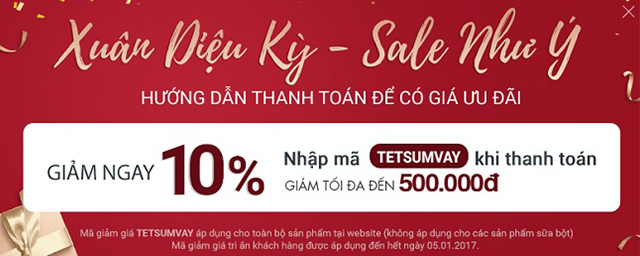 Xuân Diệu Kỳ - Sale Như Ý
HƯỚNG DẪN THANH TOÁN ĐỂ CÓ GIÁ ƯU ĐÃI
GIẢM NGAY 10% Nhập mã TETSUMVAY khi thanh toán
GIẢM TỐI ĐA ĐẾN 500.000đ
Mã giảm giá TETSUMVAY áp dụng cho toàn bộ sản phẩm tại website (không áp dụng cho các sản phẩm sữa bột)
Mã giảm giá tri ân khách hàng được áp dụng đến hết ngày 05.01.2017.